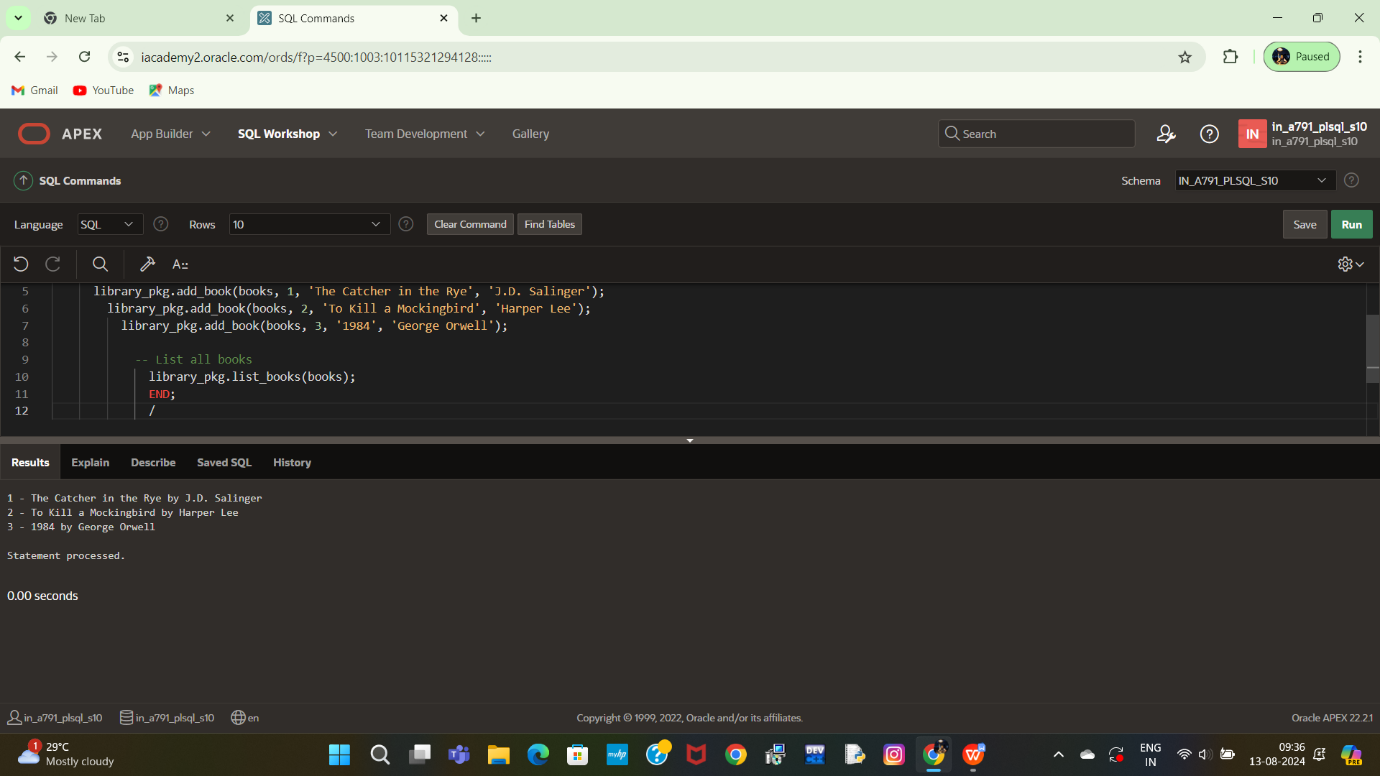 New Tab
SQL Commands
iacademy2.oracle.com/ords/f?p=4500:1003:10115321294128:::::
Paused
Gmail YouTube Maps
APEX App Builder SQL Workshop Team Development Gallery Search IN in_a791_plsql_s10
in_a791_plsql_s10
SQL Commands Schema IN_A791_PLSQL_S10
Language SQL Rows 10 Clear Command Find Tables Save Run
A::
5 library_pkg.add_book(books, 1, 'The Catcher in the Rye', 'J.D. Salinger');
6 library_pkg.add_book(books, 2, 'To Kill a Mockingbird', 'Harper Lee');
7 library_pkg.add_book(books, 3, '1984', 'George Orwell');
8
9 -- List all books
10 library_pkg.list_books(books);
11 END;
12 /
Results Explain Describe Saved SQL History
1 - The Catcher in the Rye by J.D. Salinger
2 - To Kill a Mockingbird by Harper Lee
3 - 1984 by George Orwell
Statement processed.
0.00 seconds
in_a791_plsql_s10 in_a791_plsql_s10 en Copyright © 1999, 2022, Oracle and/or its affiliates. Oracle APEX 22.2.1
1 29°C
Mostly cloudy
myhp
DEV
ENG
IN
09:36
13-08-2024
PRE